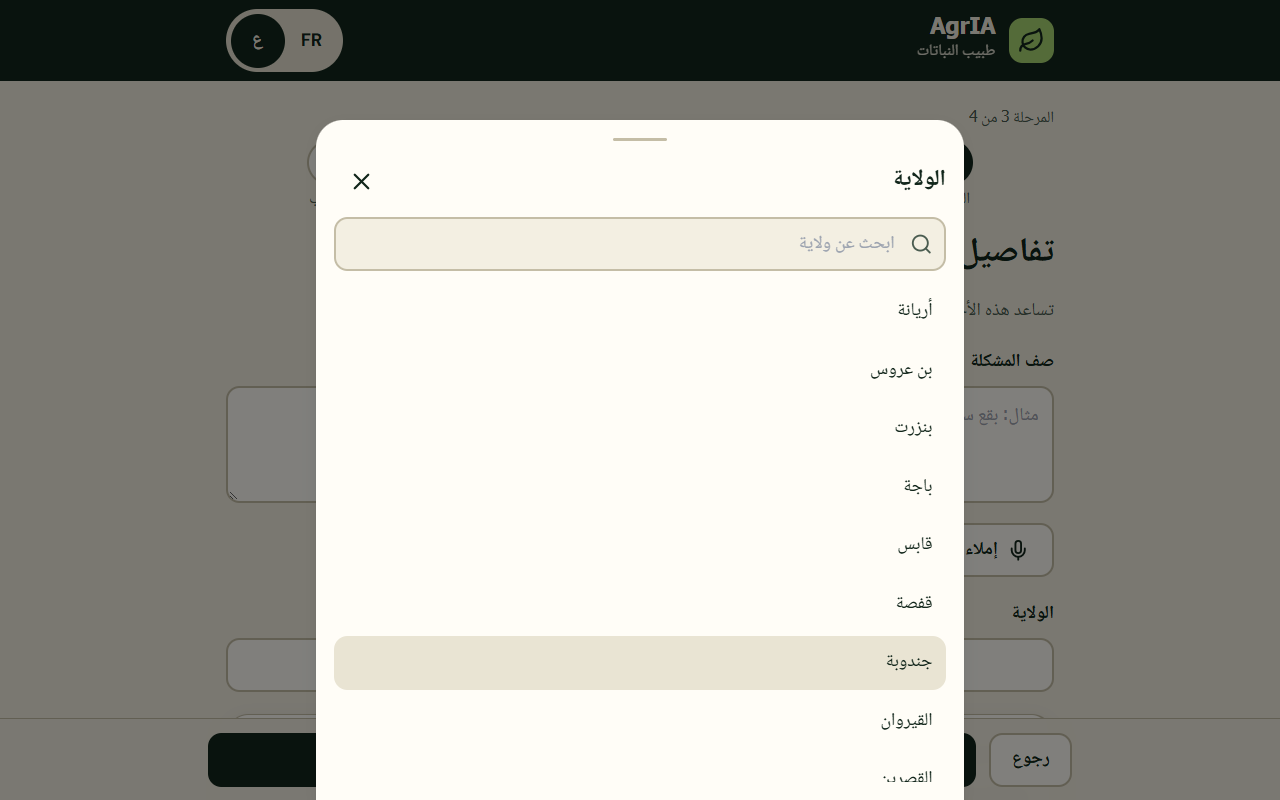 AgrIA
طبيب النباتات
FR
ع
المرحلة 3 من 4
الولاية
ابحث عن ولاية
أريانة
بن عروس
بنزرت
باجة
قابس
قفصة
جندوبة
القيروان
القصرين
تفاصيل
تساعد هذه
صف المشكلة
مثال: بقع
إملاء
الولاية
رجوع